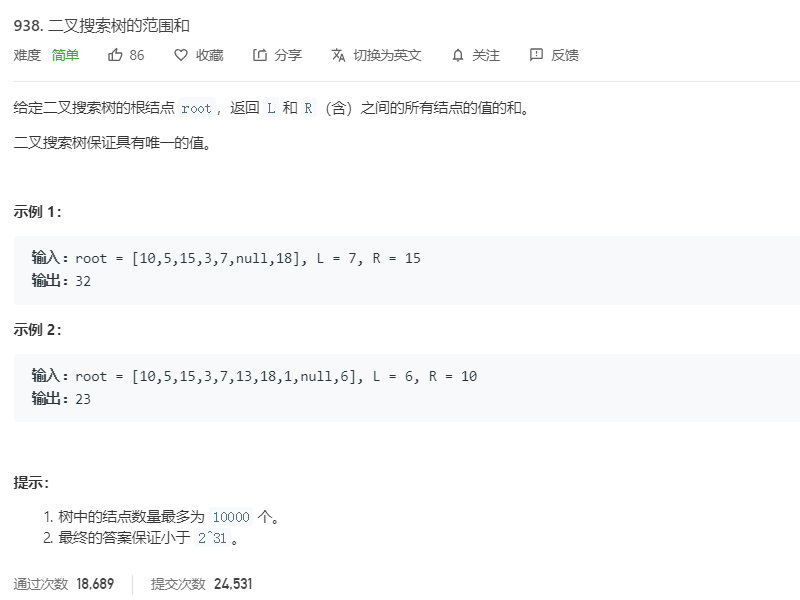 938. 二叉搜索树的范围和
难度 简单 86 收藏 分享 切换为英文 关注 反馈
给定二叉搜索树的根结点 root，返回 L 和 R（含）之间的所有结点的值的和。
二叉搜索树保证具有唯一的值。
示例 1：
输入：root = [10,5,15,3,7,null,18], L = 7, R = 15
输出：32
示例 2：
输入：root = [10,5,15,3,7,13,18,1,null,6], L = 6, R = 10
输出：23
提示：
1. 树中的结点数量最多为 10000 个。
2. 最终的答案保证小于 2^31。
通过次数 18,689 提交次数 24,531